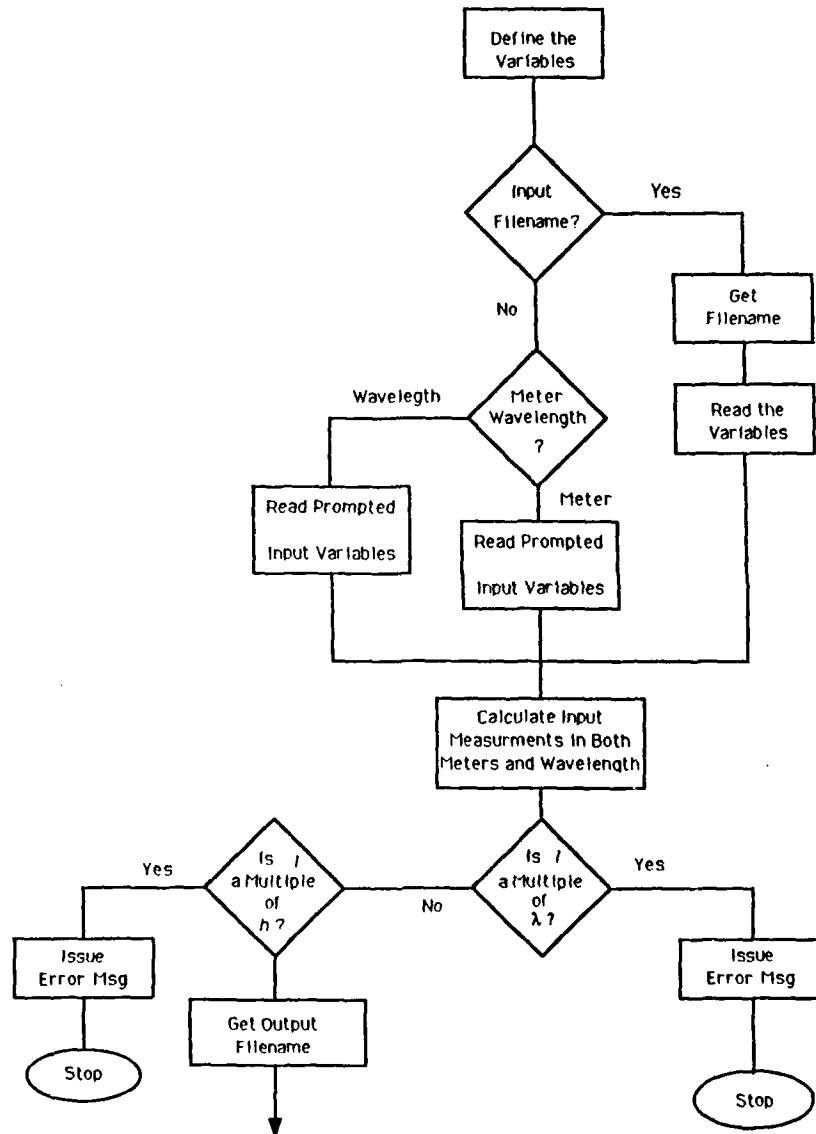 Define the
Variables
Input
Filename?
Yes
No
Get
Filename
Read the
Variables
Wavelegth
Meter
Wavelength
?
Meter
Read Prompted
Input Variables
Read Prompted
Input Variables
Calculate Input
Measurments in Both
Meters and Wavelength
Is l
a Multiple
of λ?
Yes
No
Is l
a Multiple
of h?
Yes
Issue
Error Msg
Stop
Get Output
Filename
Issue
Error Msg
Stop